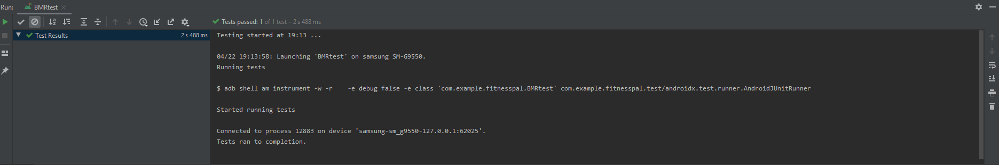 Run: BMRtest
Tests passed: 1 of 1 test – 2 s 488 ms
Test Results 2 s 488 ms
Testing started at 19:13 ...
04/22 19:13:58: Launching 'BMRtest' on samsung SM-G9550.
Running tests
$ adb shell am instrument -w -r    -e debug false -e class 'com.example.fitnesspal.BMRtest' com.example.fitnesspal.test/androidx.test.runner.AndroidJUnitRunner
Started running tests
Connected to process 12883 on device 'samsung-sm_g9550-127.0.0.1:62025'.
Tests ran to completion.